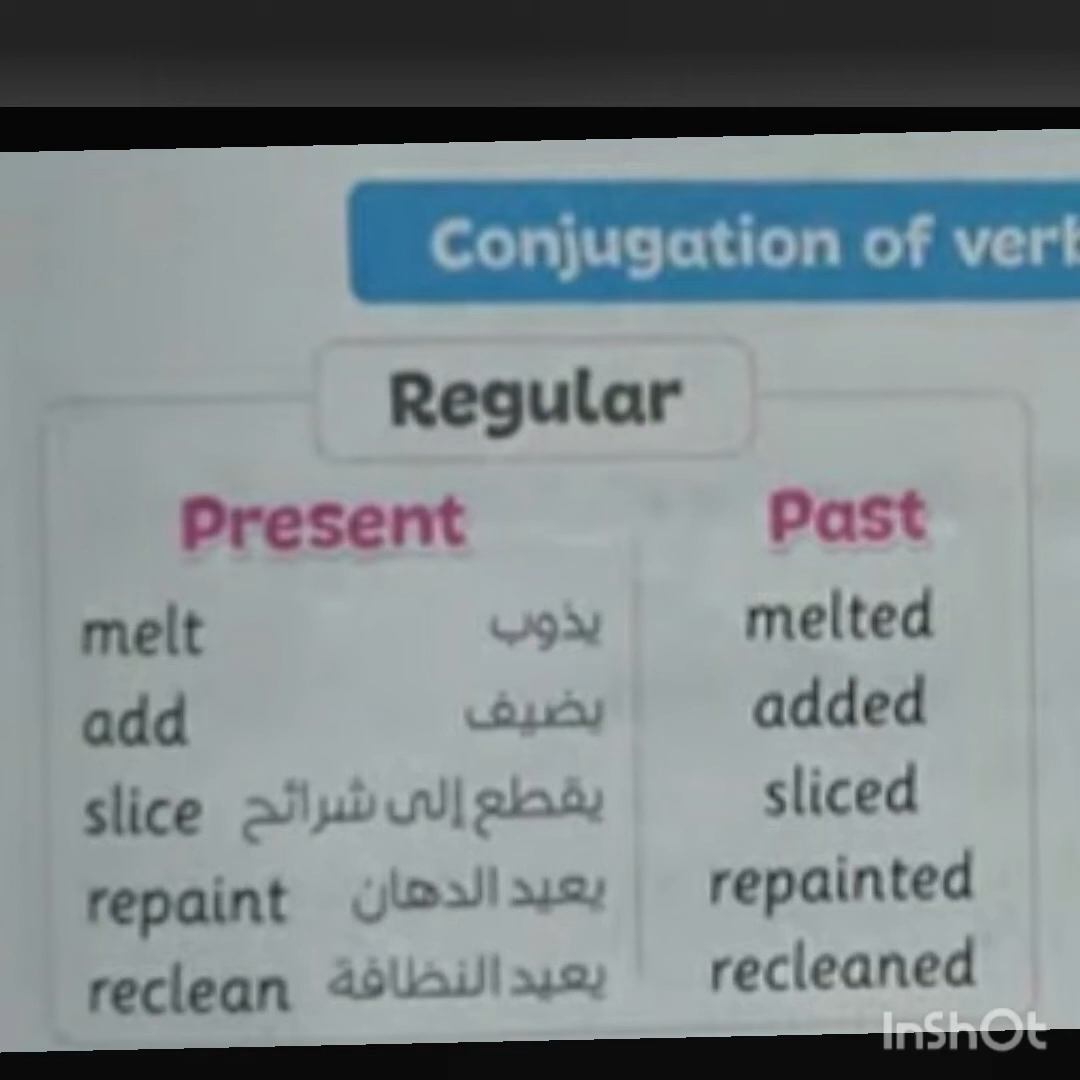 Conjugation of verb
Regular
Present Past
melt يذوب melted
add يضيف added
slice يقطع إلى شرائح sliced
repaint يعيد الدهان repainted
reclean يعيد النظافة recleaned
InShOt